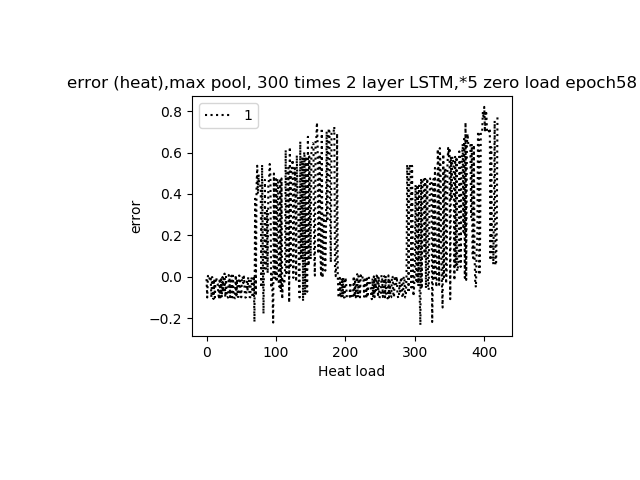 error (heat),max pool, 300 times 2 layer LSTM,*5 zero load epoch58
1
0.8
0.6
0.4
0.2
0.0
−0.2
error
0 100 200 300 400
Heat load